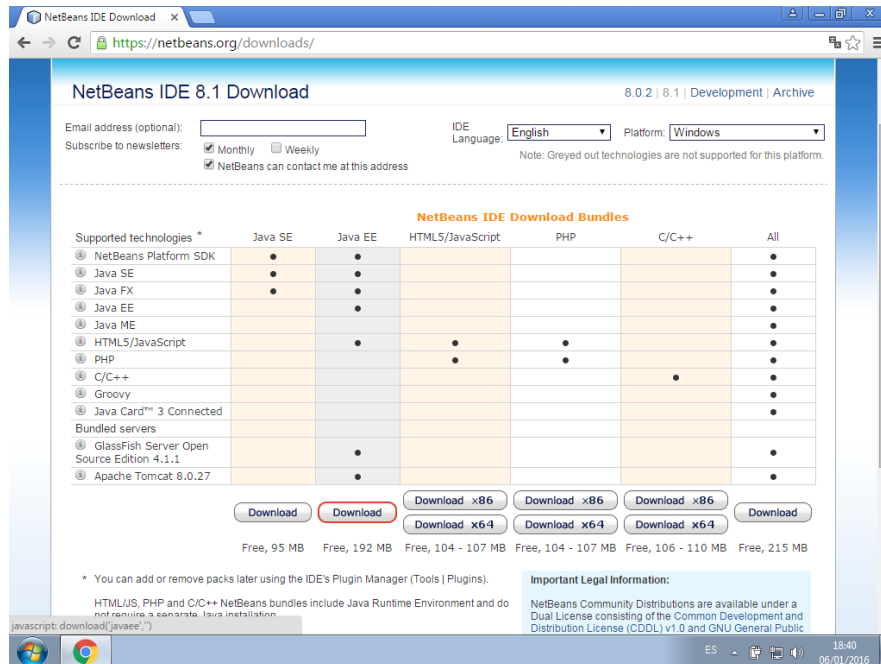 NetBeans IDE Download
https://netbeans.org/downloads/
NetBeans IDE 8.1 Download
8.0.2 | 8.1 | Development | Archive
Email address (optional):
IDE Language: English
Platform: Windows
Subscribe to newsletters: Monthly Weekly
NetBeans can contact me at this address
Note: Greyed out technologies are not supported for this platform.
NetBeans IDE Download Bundles
Supported technologies * Java SE Java EE HTML5/JavaScript PHP C/C++ All
NetBeans Platform SDK
Java SE
Java FX
Java EE
Java ME
HTML5/JavaScript
PHP
C/C++
Groovy
Java Card™ 3 Connected
Bundled servers
GlassFish Server Open
Source Edition 4.1.1
Apache Tomcat 8.0.27
Download Download Download x86 Download x86 Download x86 Download
Download x64 Download x64 Download x64
Free, 95 MB Free, 192 MB Free, 104 - 107 MB Free, 104 - 107 MB Free, 106 - 110 MB Free, 215 MB
* You can add or remove packs later using the IDE's Plugin Manager (Tools | Plugins).
HTML/JS, PHP and C/C++ NetBeans bundles include Java Runtime Environment and do
not require a separate Java installation.
Important Legal Information:
NetBeans Community Distributions are available under a
Dual License consisting of the Common Development and
Distribution License (CDDL) v1.0 and GNU General Public
javascript: download('javaee','')
ES
18:40
06/01/2016